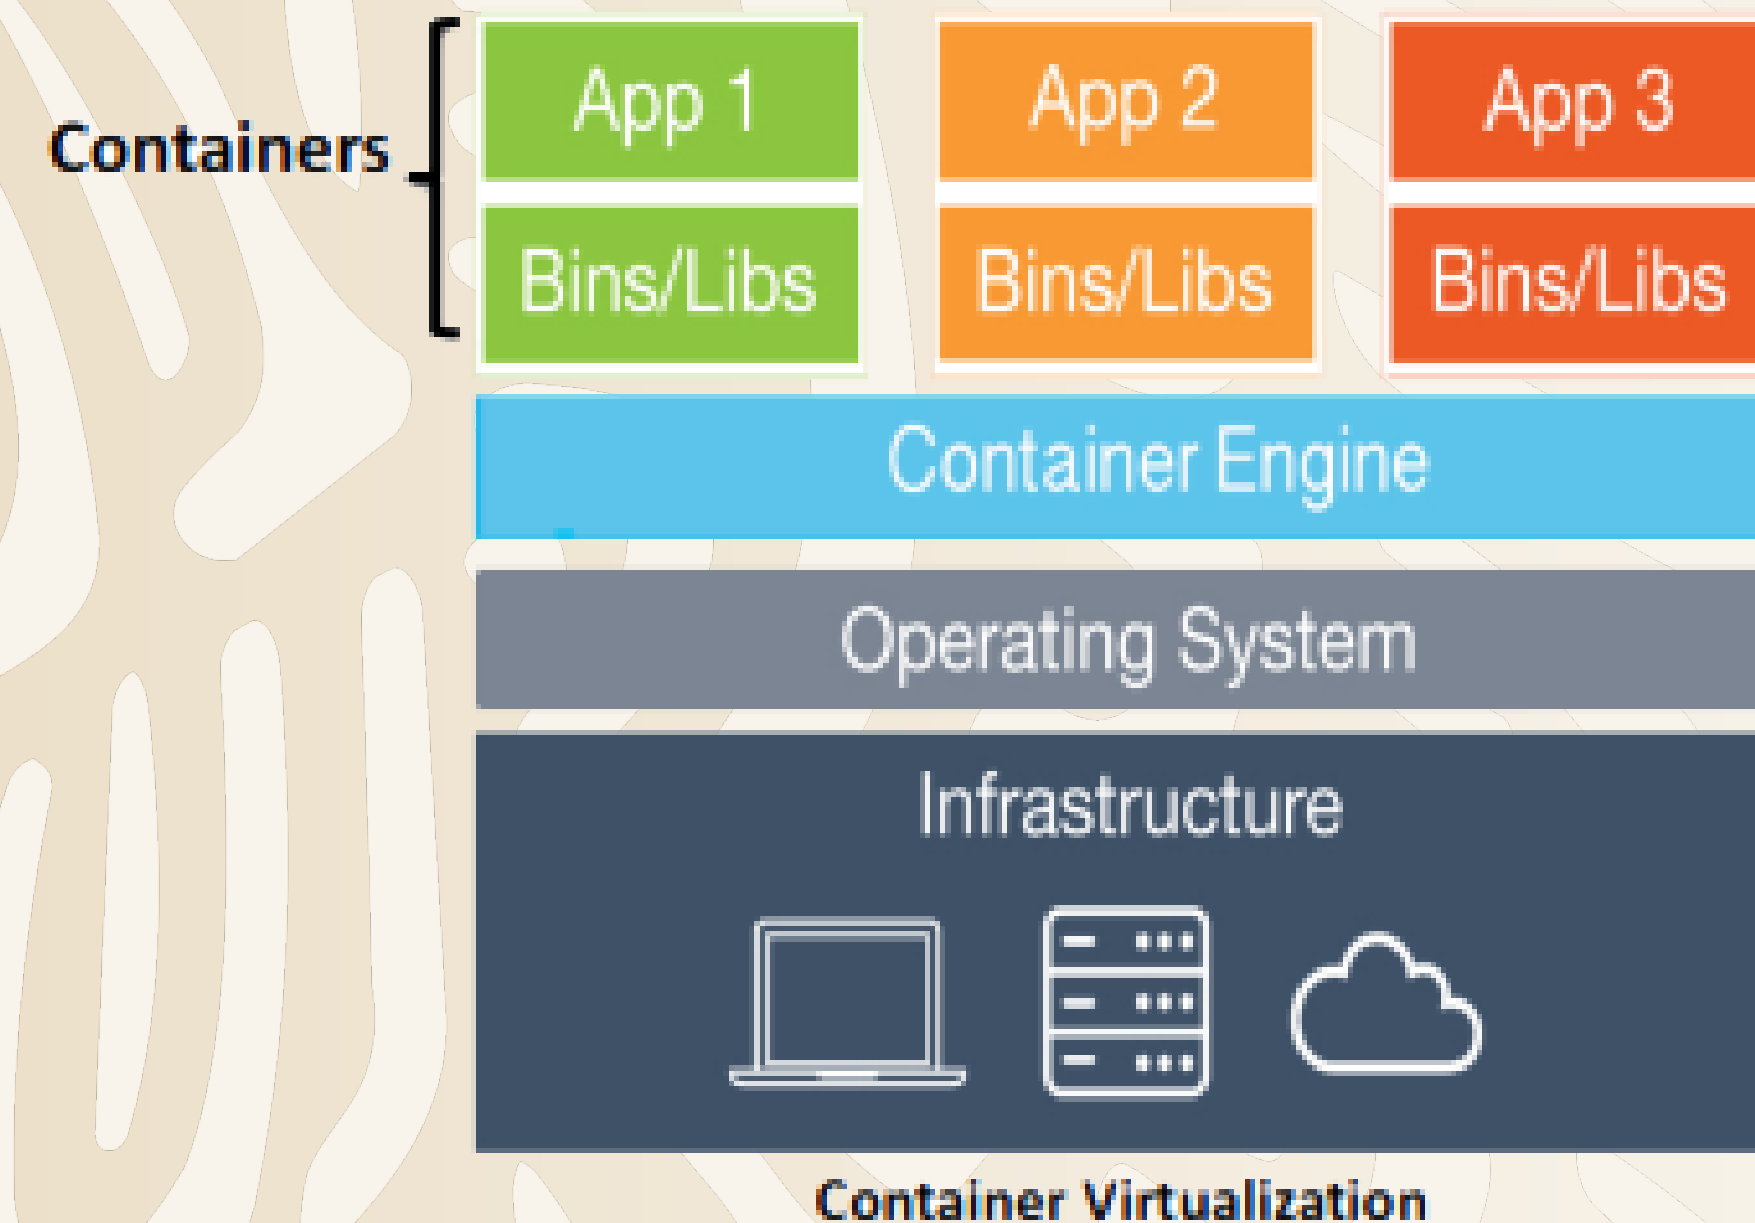 App 1
App 2
App 3
Containers
Bins/Libs
Bins/Libs
Bins/Libs
Container Engine
Operating System
Infrastructure
Container Virtualization